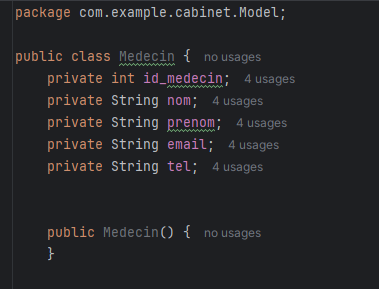 package com.example.cabinet.Model;
public class Medecin { no usages
private int id_medecin; 4 usages
private String nom; 4 usages
private String prenom; 4 usages
private String email; 4 usages
private String tel; 4 usages
public Medecin() { no usages
}